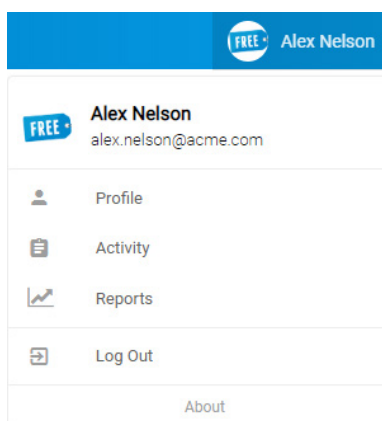 FREE Alex Nelson
FREE Alex Nelson
alex.nelson@acme.com
Profile
Activity
Reports
Log Out
About